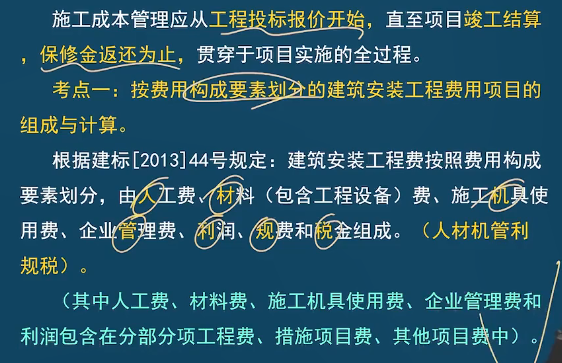 施工成本管理应从工程投标报价开始，直至项目竣工结算
，保修金返还为止，贯穿于项目实施的全过程。
考点一：按费用构成要素划分的建筑安装工程费用项目的
组成与计算。
根据建标[2013]44号规定：建筑安装工程费按照费用构成
要素划分，由人工费、材料（包含工程设备）费、施工机具使
用费、企业管理费、利润、规费和税金组成。（人材机管利
规税）。
（其中人工费、材料费、施工机具使用费、企业管理费和
利润包含在分部分项工程费、措施项目费、其他项目费中）。